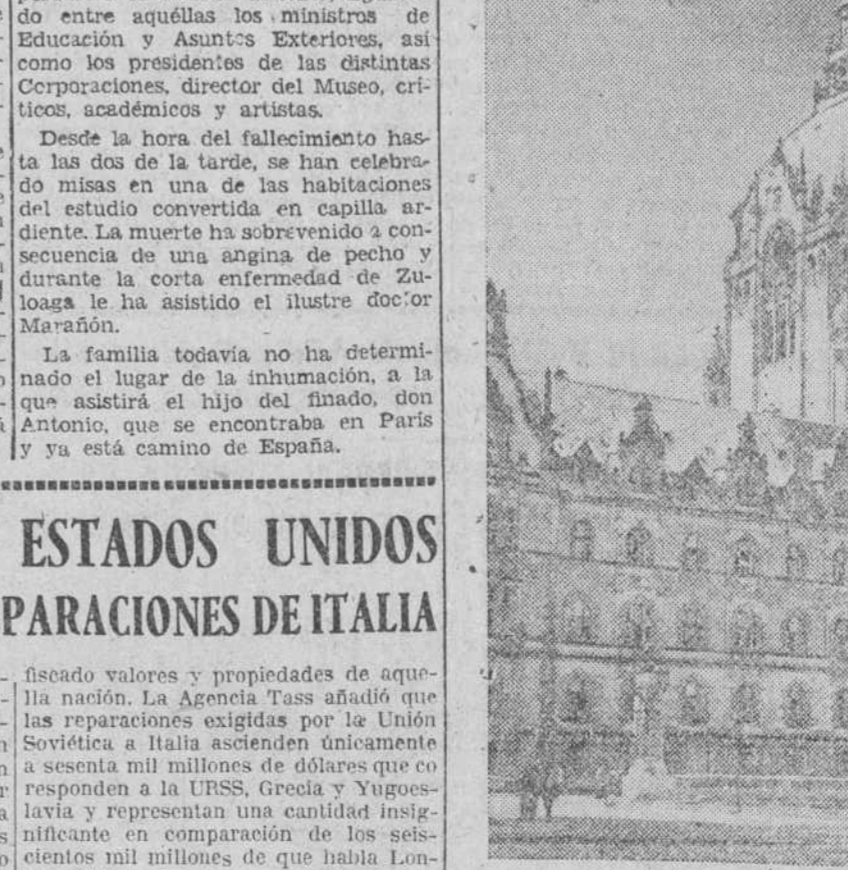 do entre aquéllas los ministros de
Educación y Asuntos Exteriores, así
como los presidentes de las distintas
Corporaciones, director del Museo, crí-
ticos, académicos y artistas.
Desde la hora del fallecimiento has-
ta las dos de la tarde, se han celebra-
do misas en una de las habitaciones
del estudio convertida en capilla ar-
diente. La muerte ha sobrevenido a con-
secuencia de una angina de pecho y
durante la corta enfermedad de Zu-
loaga le ha asistido el ilustre doctor
Marañón.
La familia todavía no ha determi-
nado el lugar de la inhumación, a la
que asistirá el hijo del finado, don
Antonio, que se encontraba en París
y ya está camino de España.
ESTADOS UNIDOS
PARACIONES DE ITALIA
fiscado valores y propiedades de aque-
lla nación. La Agencia Tass añadió que
las reparaciones exigidas por la Unión
Soviética a Italia ascienden únicamente
a sesenta mil millones de dólares que co
responden a la URSS, Grecia y Yugoes-
lavia y representan una cantidad insig-
nificante en comparación de los seis-
cientos mil millones de que habla Lon-